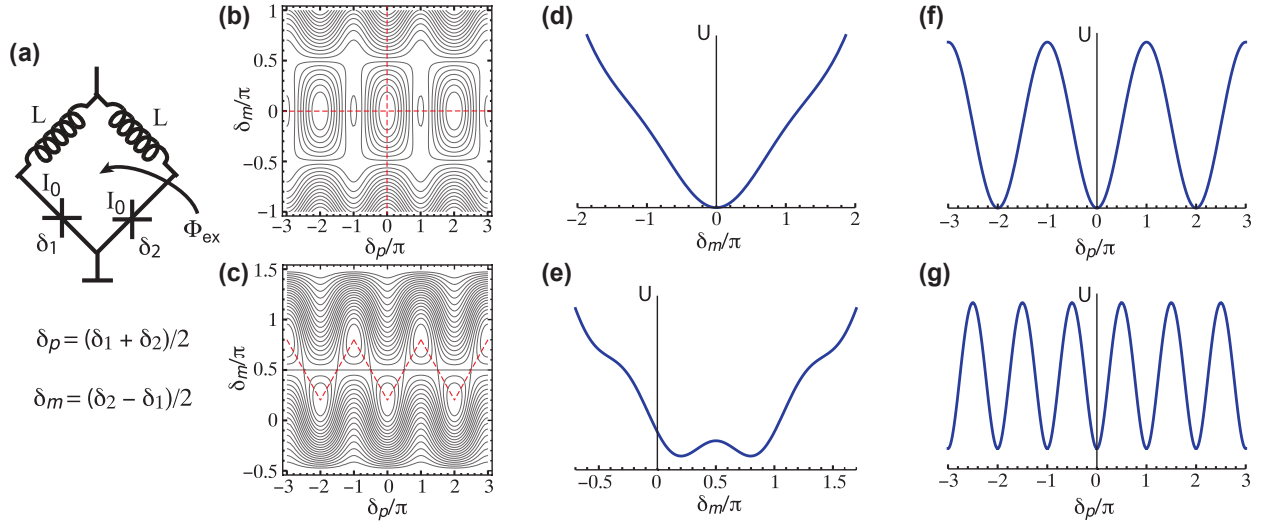 (a)
L
L
I₀
I₀
δ₁
δ₂
Φex
δp = (δ₁ + δ₂)/2
δm = (δ₂ − δ₁)/2
(b)
1
0.5
0
-0.5
-1
δm/π
-3 -2 -1 0 1 2 3
δp/π
(c)
1.5
1
0.5
0
-0.5
δm/π
-3 -2 -1 0 1 2 3
δp/π
(d)
U
-2 -1 0 1 2
δm/π
(e)
U
-0.5 0 0.5 1 1.5
δm/π
(f)
U
-3 -2 -1 0 1 2 3
δp/π
(g)
U
-3 -2 -1 0 1 2 3
δp/π